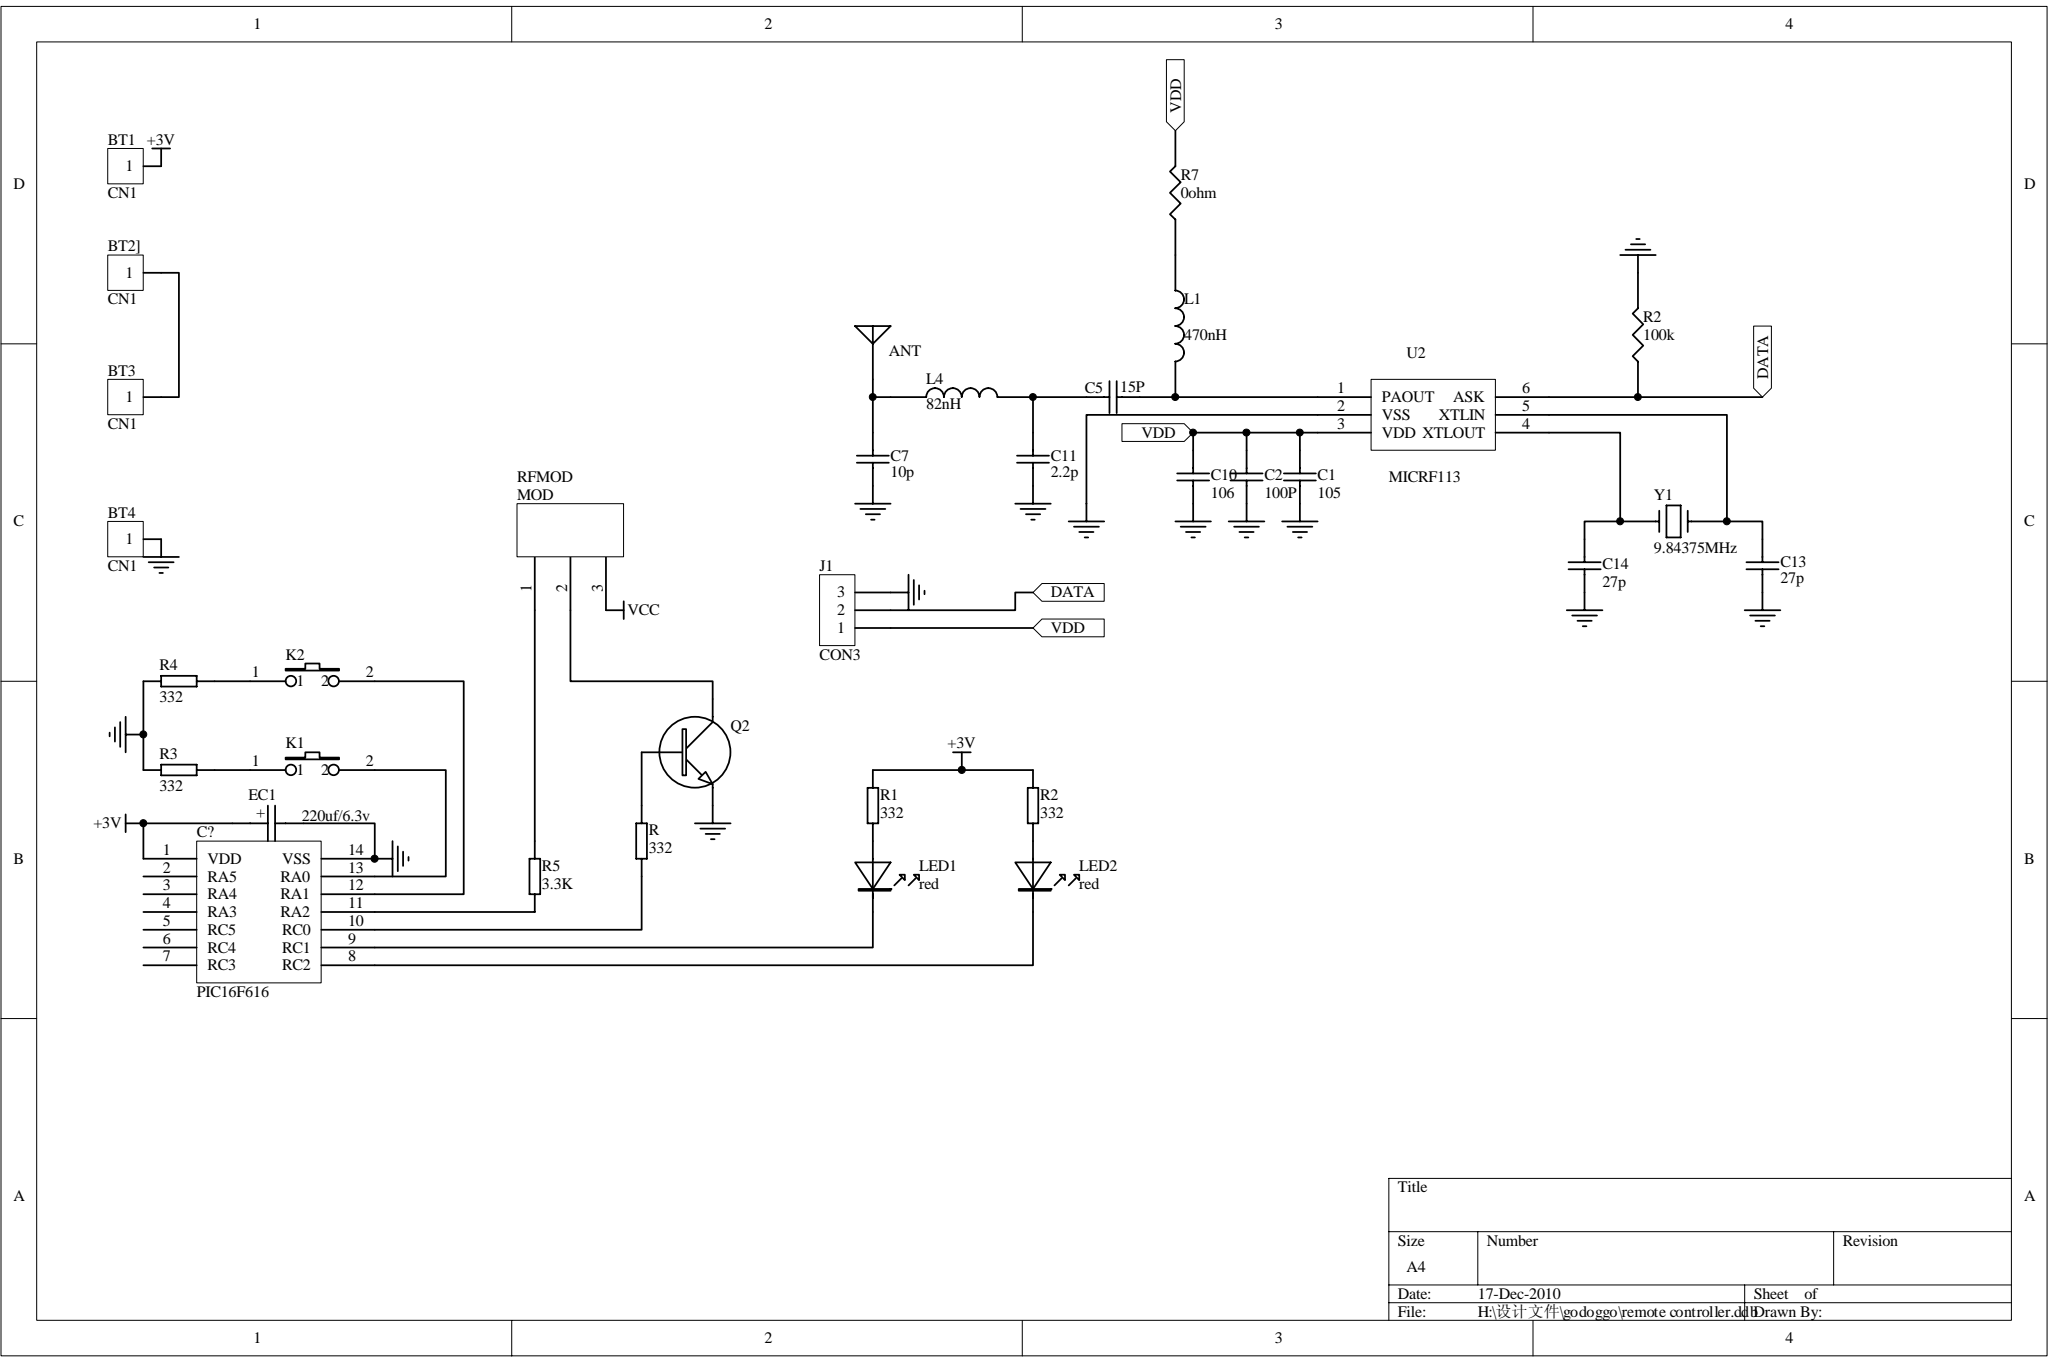 1 2 3 4
D
C
B
A
D
C
B
A
BT1 +3V
1
CN1
BT2]
1
CN1
BT3
1
CN1
BT4
1
CN1
RFMOD
MOD
1 2 3
VCC
R4
332
1
K2
1 2
2
R3
332
1
K1
1 2
2
EC1
+
220uf/6.3v
+3V
C?
1 VDD VSS 14
2 RA5 RA0 13
3 RA4 RA1 12
4 RA3 RA2 11
5 RC5 RC0 10
6 RC4 RC1 9
7 RC3 RC2 8
PIC16F616
R5
3.3K
R
332
Q2
+3V
R1
332
R2
332
LED1
red
LED2
red
VDD
R7
0ohm
L1
470nH
ANT
L4
82nH
C5 15P
C7
10p
C11
2.2p
VDD
C10
106
C2
100P
C1
105
U2
1 PAOUT ASK 6
2 VSS XTLIN 5
3 VDD XTLOUT 4
MICRF113
R2
100k
DATA
Y1
9.84375MHz
C14
27p
C13
27p
J1
3
2
1
CON3
DATA
VDD
Title
Size Number Revision
A4
Date: 17-Dec-2010 Sheet of
File: H:\设计文件\godoggo\remote controller.ddb Drawn By:
1 2 3 4